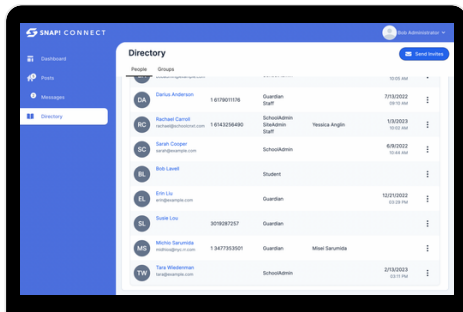 SNAP! CONNECT
Bob Administrator
Dashboard
Posts
Messages
Directory
Directory
Send Invites
People Groups
10:05 AM
DA Darius Anderson 1 6179011176 Guardian 7/13/2022
Staff 09:15 AM
RC Rachael Carroll 1 6143256480 SchoolAdmin Yessica Anglin 1/3/2023
rachael@schoolnet.com SiteAdmin 10:02 AM
Staff
SC Sarah Cooper SchoolAdmin 6/9/2022
sarah@example.com 10:44 AM
BL Bob Lavell Student
EL Erin Liu Guardian 12/21/2022
erin@example.com 03:28 PM
SL Susie Lou 3019287257 Guardian
MS Michio Sarumida 1 3477353501 Guardian Misei Sarumida
TW Tara Wiederman SchoolAdmin 2/13/2023
tara@example.com 03:11 PM